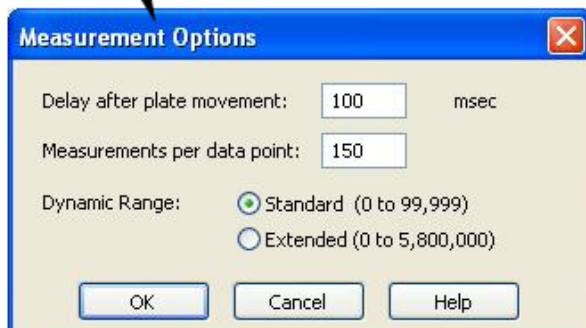 Measurement Options
Delay after plate movement: 100 msec
Measurements per data point: 150
Dynamic Range: Standard (0 to 99,999)
Extended (0 to 5,800,000)
OK Cancel Help